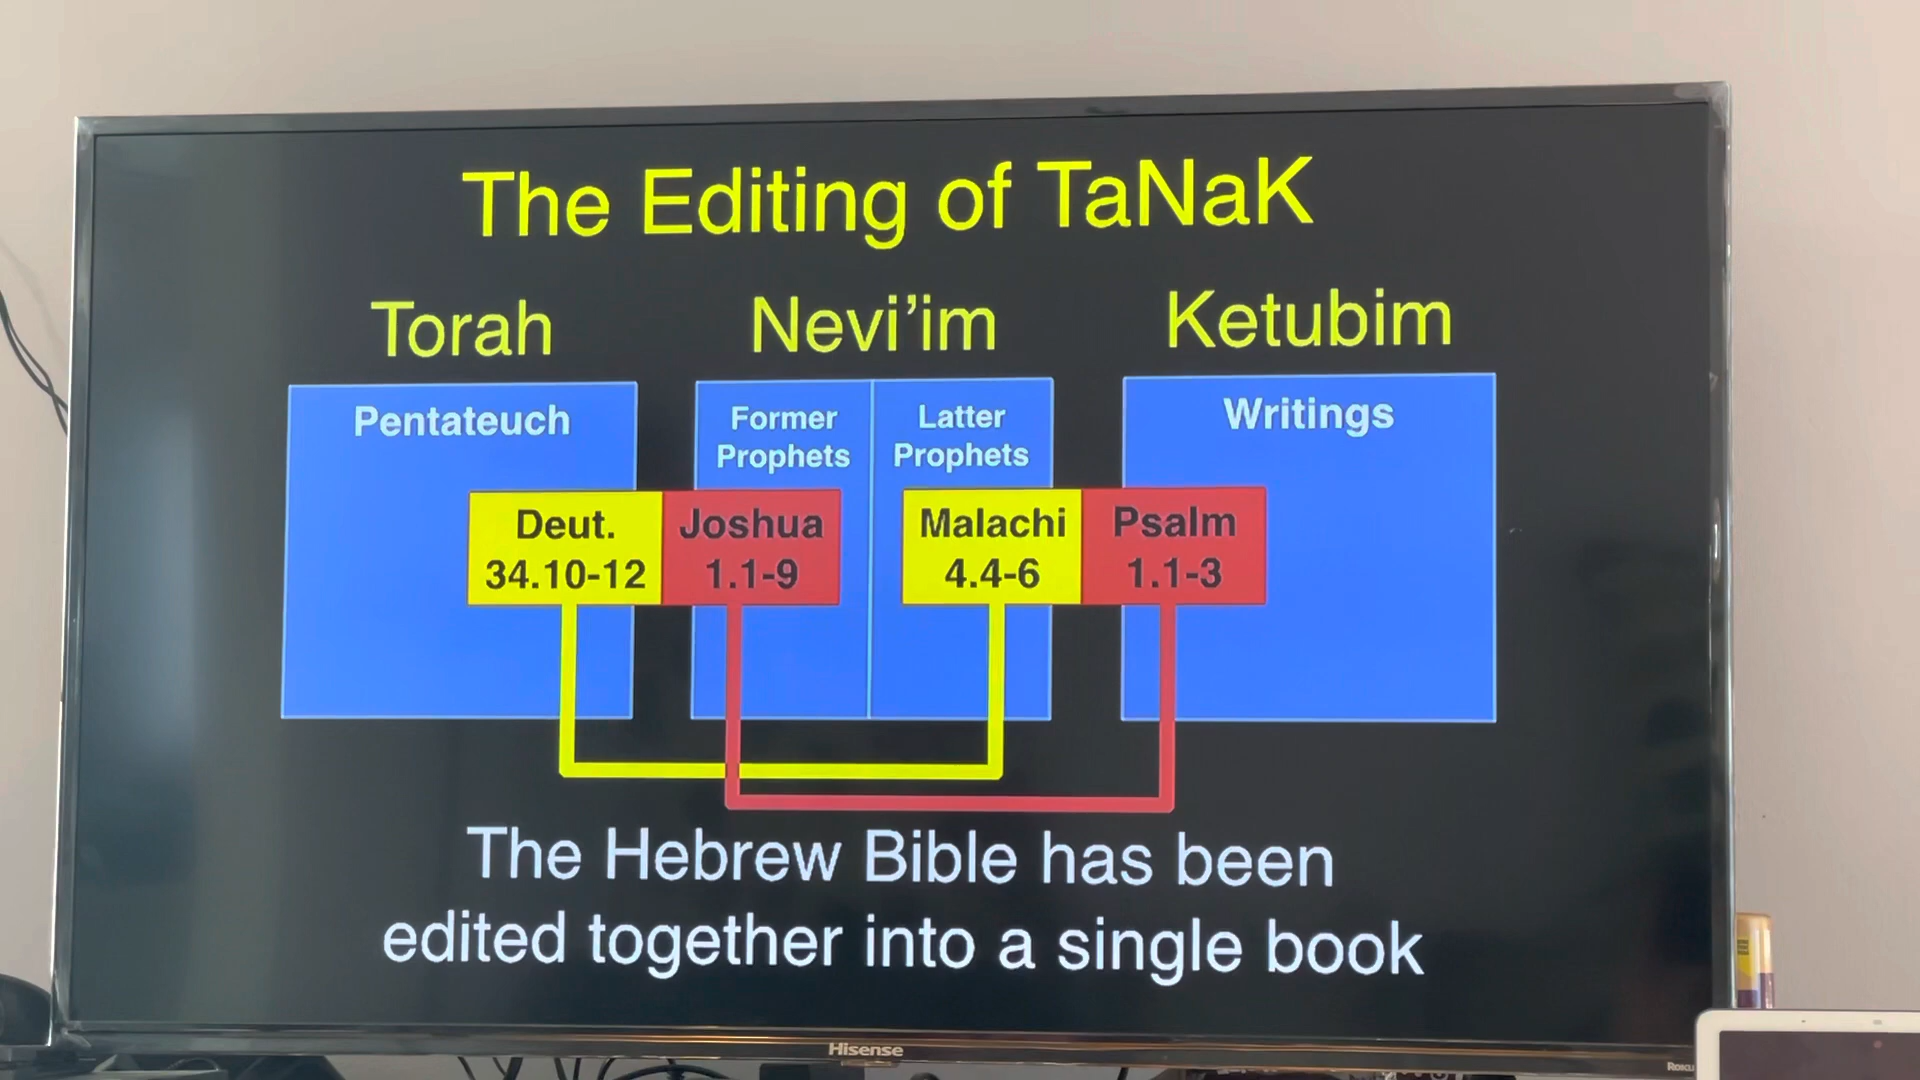 The Editing of TaNaK
Torah
Nevi'im
Ketubim
Pentateuch
Former
Prophets
Latter
Prophets
Writings
Deut.
34.10-12
Joshua
1.1-9
Malachi
4.4-6
Psalm
1.1-3
The Hebrew Bible has been
edited together into a single book
Hisense